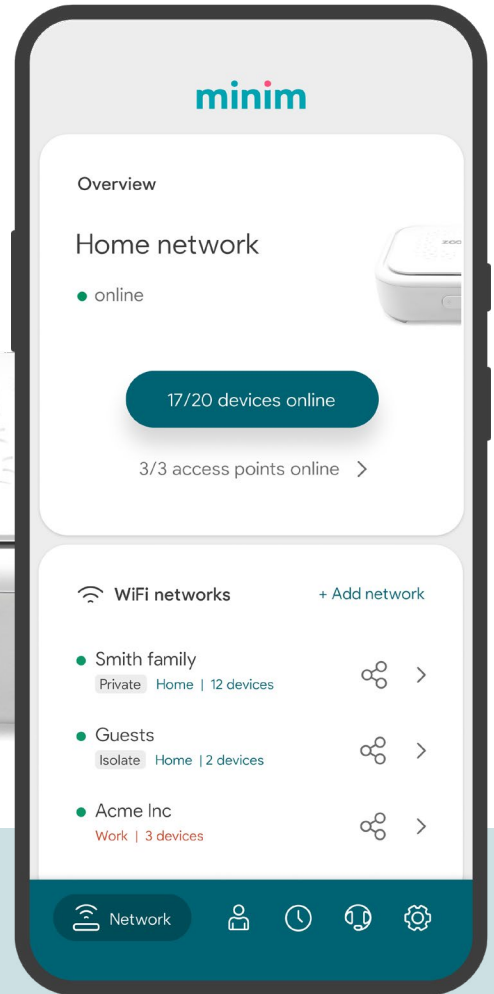 minim
Overview
Home network
online
17/20 devices online
3/3 access points online
WiFi networks
+ Add network
Smith family
Private Home | 12 devices
Guests
Isolate Home | 2 devices
Acme Inc
Work | 3 devices
Network